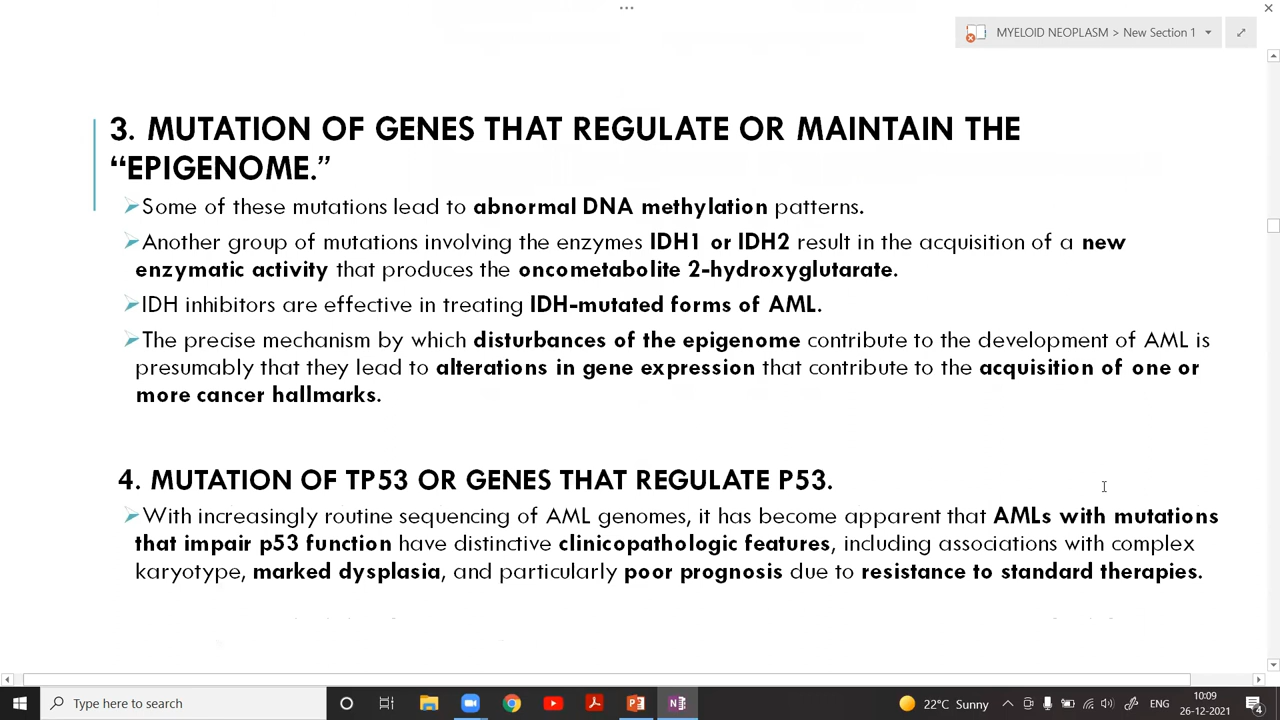 MYELOID NEOPLASM > New Section 1
3. MUTATION OF GENES THAT REGULATE OR MAINTAIN THE
“EPIGENOME.”
Some of these mutations lead to abnormal DNA methylation patterns.
Another group of mutations involving the enzymes IDH1 or IDH2 result in the acquisition of a new
enzymatic activity that produces the oncometabolite 2-hydroxyglutarate.
IDH inhibitors are effective in treating IDH-mutated forms of AML.
The precise mechanism by which disturbances of the epigenome contribute to the development of AML is
presumably that they lead to alterations in gene expression that contribute to the acquisition of one or
more cancer hallmarks.
4. MUTATION OF TP53 OR GENES THAT REGULATE P53.
With increasingly routine sequencing of AML genomes, it has become apparent that AMLs with mutations
that impair p53 function have distinctive clinicopathologic features, including associations with complex
karyotype, marked dysplasia, and particularly poor prognosis due to resistance to standard therapies.
Type here to search
22°C Sunny
ENG
10:09
26-12-2021
4